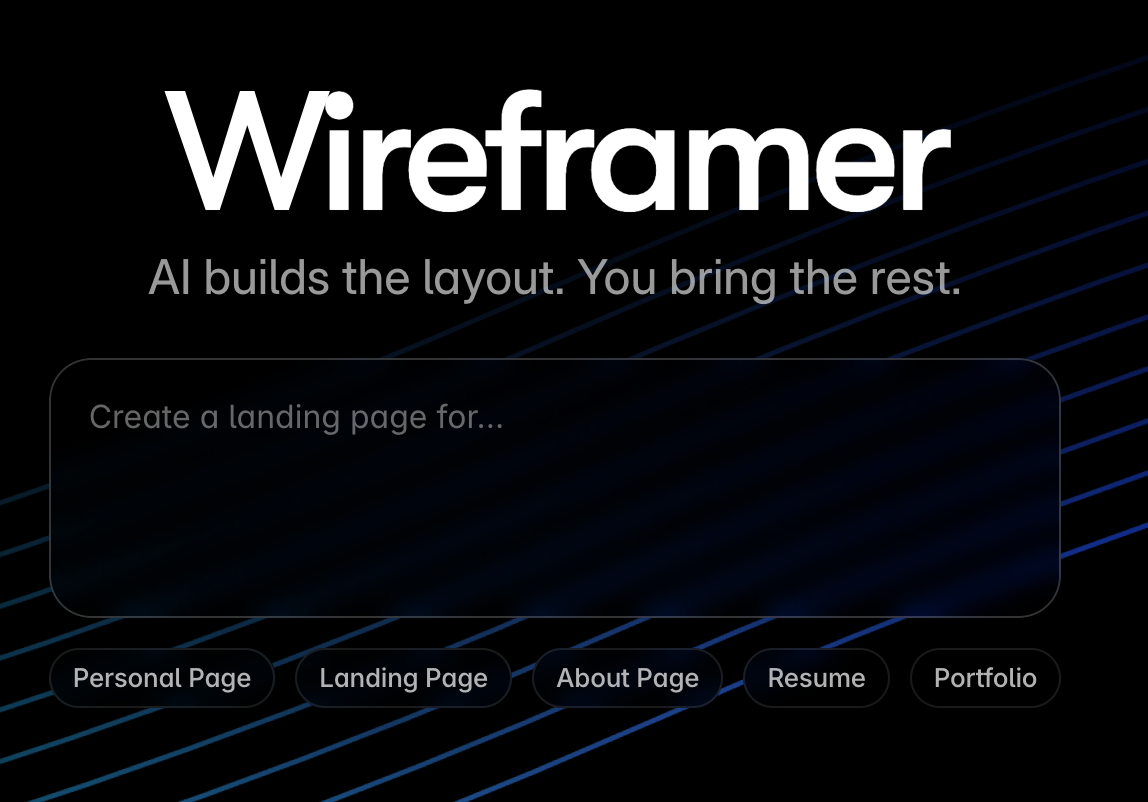 Wireframer
AI builds the layout. You bring the rest.
Create a landing page for...
Personal Page
Landing Page
About Page
Resume
Portfolio